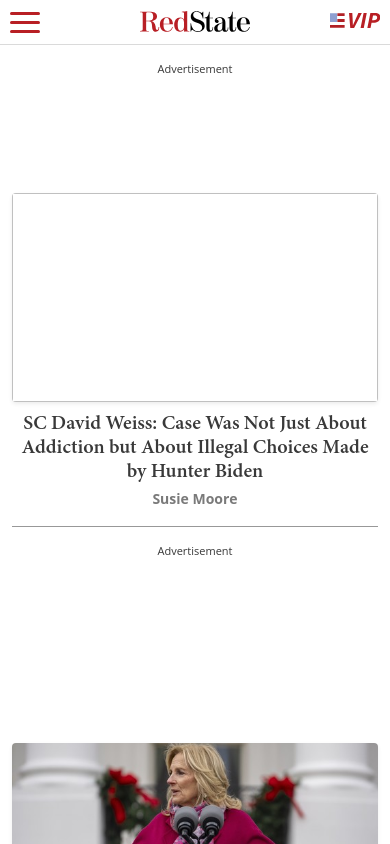 RedState
VIP
Advertisement
SC David Weiss: Case Was Not Just About
Addiction but About Illegal Choices Made
by Hunter Biden
Susie Moore
Advertisement